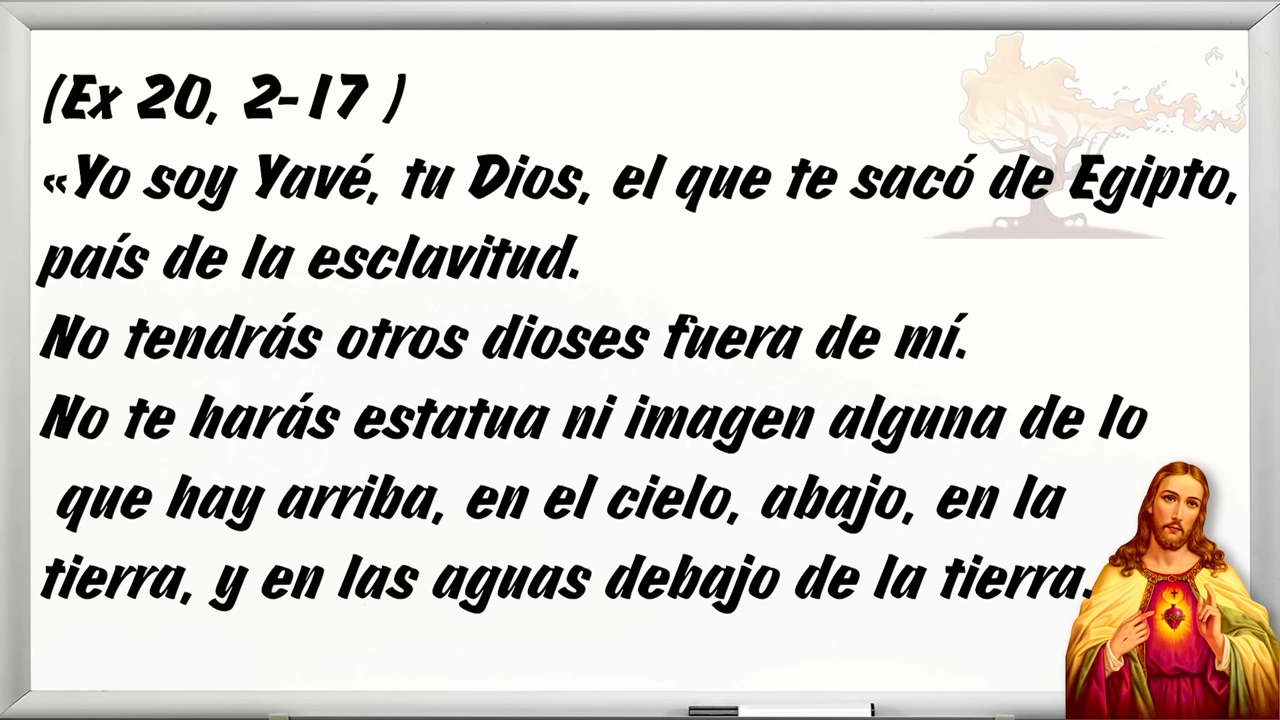 (Ex 20, 2-17 )
«Yo soy Yavé, tu Dios, el que te sacó de Egipto,
país de la esclavitud.
No tendrás otros dioses fuera de mí.
No te harás estatua ni imagen alguna de lo
que hay arriba, en el cielo, abajo, en la
tierra, y en las aguas debajo de la tierra.